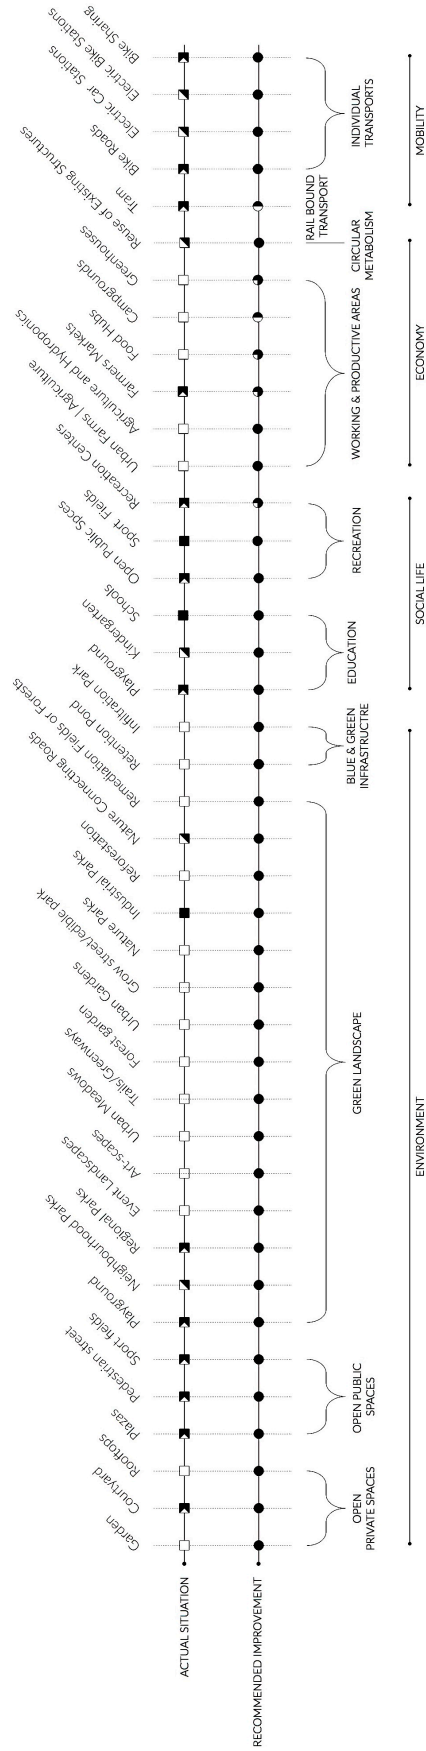 Garden
Courtyard
Rooftops
Plazas
Pedestrian street
Sport fields
Playground
Neighbourhood Parks
Regional Parks
Event Landscapes
Art-scapes
Urban Meadows
Trails/Greenways
Forest garden
Urban Gardens
Grow street/edible park
Nature Parks
Industrial Parks
Reforestation
Nature Connecting Roads
Remediation Fields or Forests
Retention Pond
Infiltration Park
Playground
Kindergarten
Schools
Open Public Spces
Sport Fields
Recreation Centers
Urban Farms | Agriculture
Agriculture and Hydroponics
Farmers Markets
Food Hubs
Campgrounds
Greenhouses
Reuse of Existing Structures
Tram
Bike Roads
Electric Car Stations
Electric Bike Stations
Bike Sharing
ACTUAL SITUATION
RECOMMENDED IMPROVEMENT
OPEN
PRIVATE SPACES
OPEN PUBLIC
SPACES
GREEN LANDSCAPE
BLUE & GREEN
INFRASTRUCTRE
EDUCATION
RECREATION
WORKING & PRODUCTIVE AREAS
CIRCULAR
METABOLISM
RAIL BOUND
TRANSPORT
INDIVIDUAL
TRANSPORTS
ENVIRONMENT
SOCIAL LIFE
ECONOMY
MOBILITY